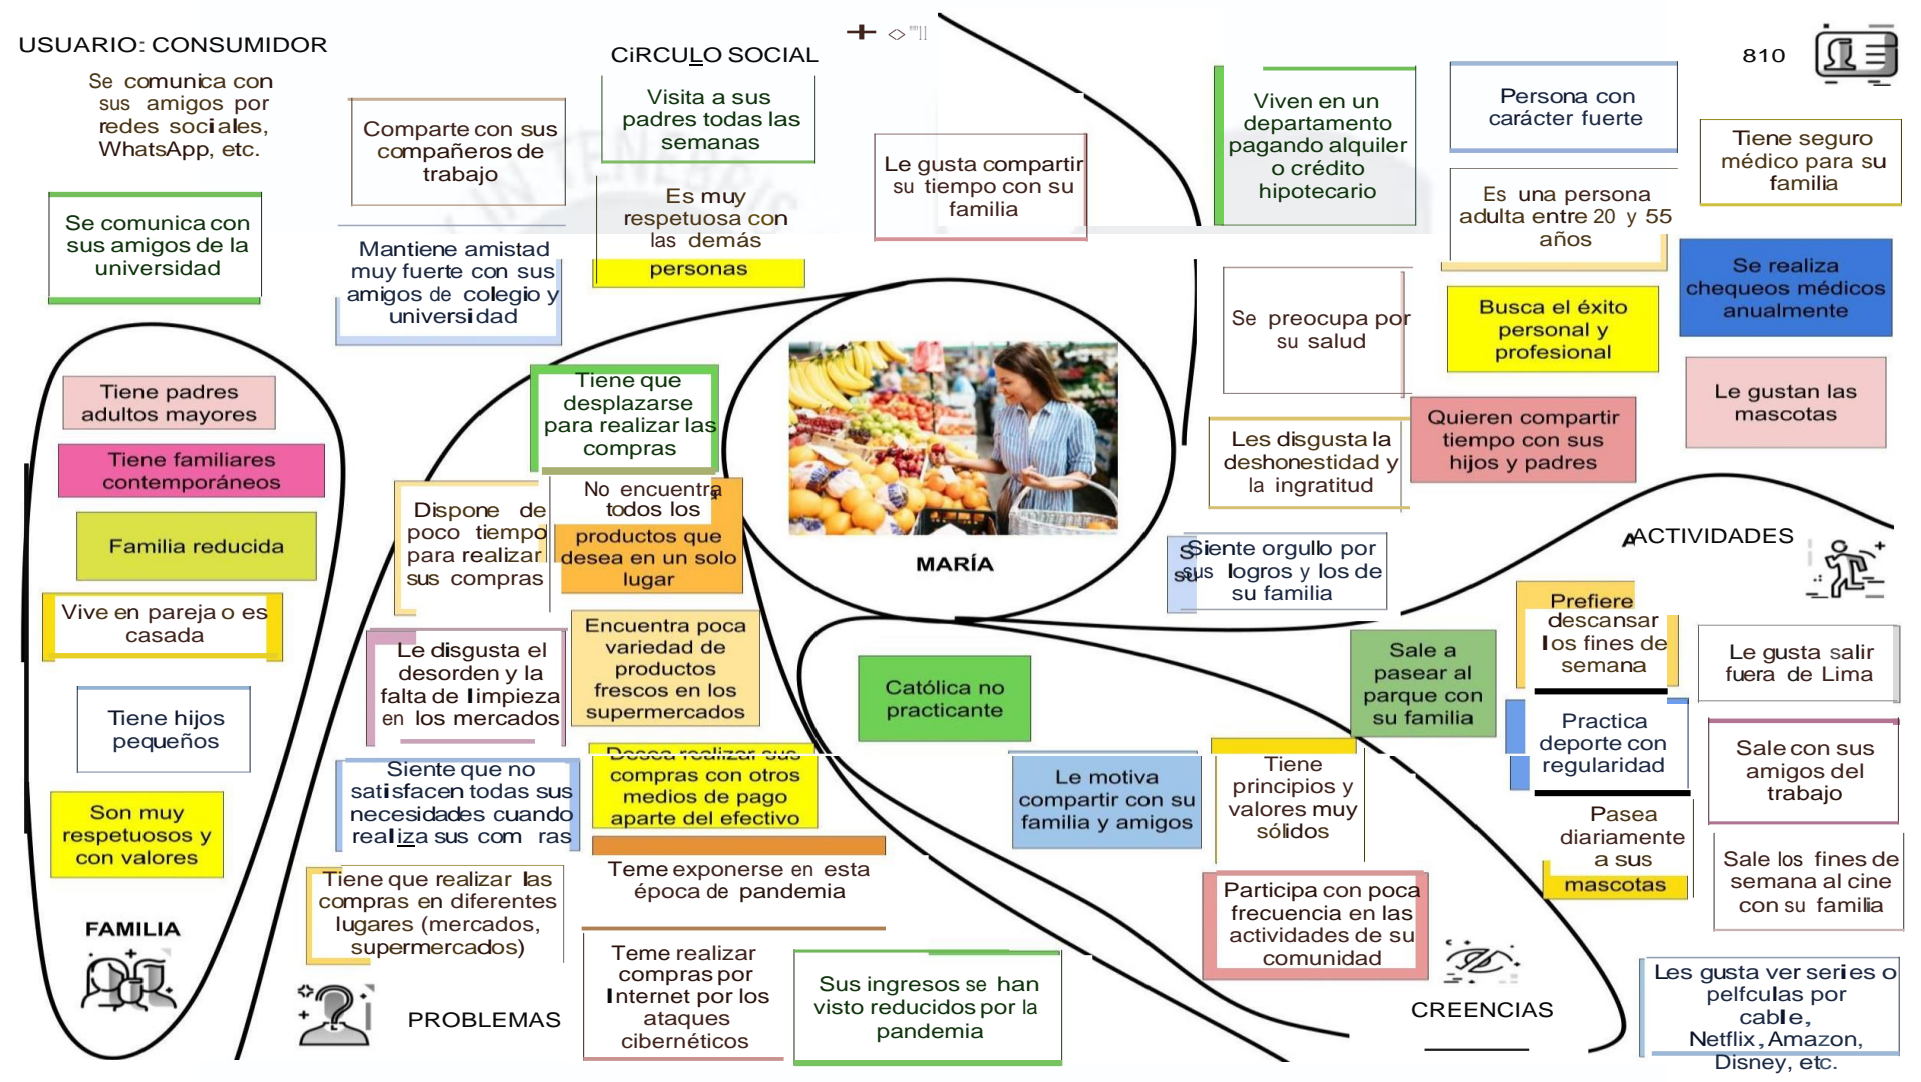 USUARIO: CONSUMIDOR
Se comunica con
sus amigos por
redes sociales,
WhatsApp, etc.
Se comunica con
sus amigos de la
universidad
CíRCULO SOCIAL
Comparte con sus
compañeros de
trabajo
Visita a sus
padres todas las
semanas
Mantiene amistad
muy fuerte con sus
amigos de colegio y
universidad
Es muy
respetuosa con
las demás
personas
Le gusta compartir
su tiempo con su
familia
IN TENEBRIS
810
Viven en un
departamento
pagando alquiler
o crédito
hipotecario
Persona con
carácter fuerte
Tiene seguro
médico para su
familia
Es una persona
adulta entre 20 y 55
años
Se realiza
chequeos médicos
anualmente
Se preocupa por
su salud
Busca el éxito
personal y
profesional
Le gustan las
mascotas
Les disgusta la
deshonestidad y
la ingratitud
Quieren compartir
tiempo con sus
hijos y padres
Siente orgullo por
sus logros y los de
su familia
MARÍA
Tiene padres
adultos mayores
Tiene familiares
contemporáneos
Familia reducida
Vive en pareja o es
casada
Tiene hijos
pequeños
Son muy
respetuosos y
con valores
FAMILIA
Tiene que
desplazarse
para realizar las
compras
Dispone de
poco tiempo
para realizar
sus compras
No encuentra
todos los
productos que
desea en un solo
lugar
Le disgusta el
desorden y la
falta de limpieza
en los mercados
Encuentra poca
variedad de
productos
frescos en los
supermercados
Siente que no
satisfacen todas sus
necesidades cuando
realiza sus com ras
Desea realizar sus
compras con otros
medios de pago
aparte del efectivo
Tiene que realizar las
compras en diferentes
lugares (mercados,
supermercados)
Teme exponerse en esta
época de pandemia
Teme realizar
compras por
Internet por los
ataques
cibernéticos
Sus ingresos se han
visto reducidos por la
pandemia
PROBLEMAS
Católica no
practicante
Le motiva
compartir con su
familia y amigos
Tiene
principios y
valores muy
sólidos
Participa con poca
frecuencia en las
actividades de su
comunidad
CREENCIAS
ACTIVIDADES
Sale a
pasear al
parque con
su familia
Prefiere
descansar
los fines de
semana
Le gusta salir
fuera de Lima
Practica
deporte con
regularidad
Sale con sus
amigos del
trabajo
Pasea
diariamente
a sus
mascotas
Sale los fines de
semana al cine
con su familia
Les gusta ver series o
pelfculas por
cable,
Netflix, Amazon,
Disney, etc.